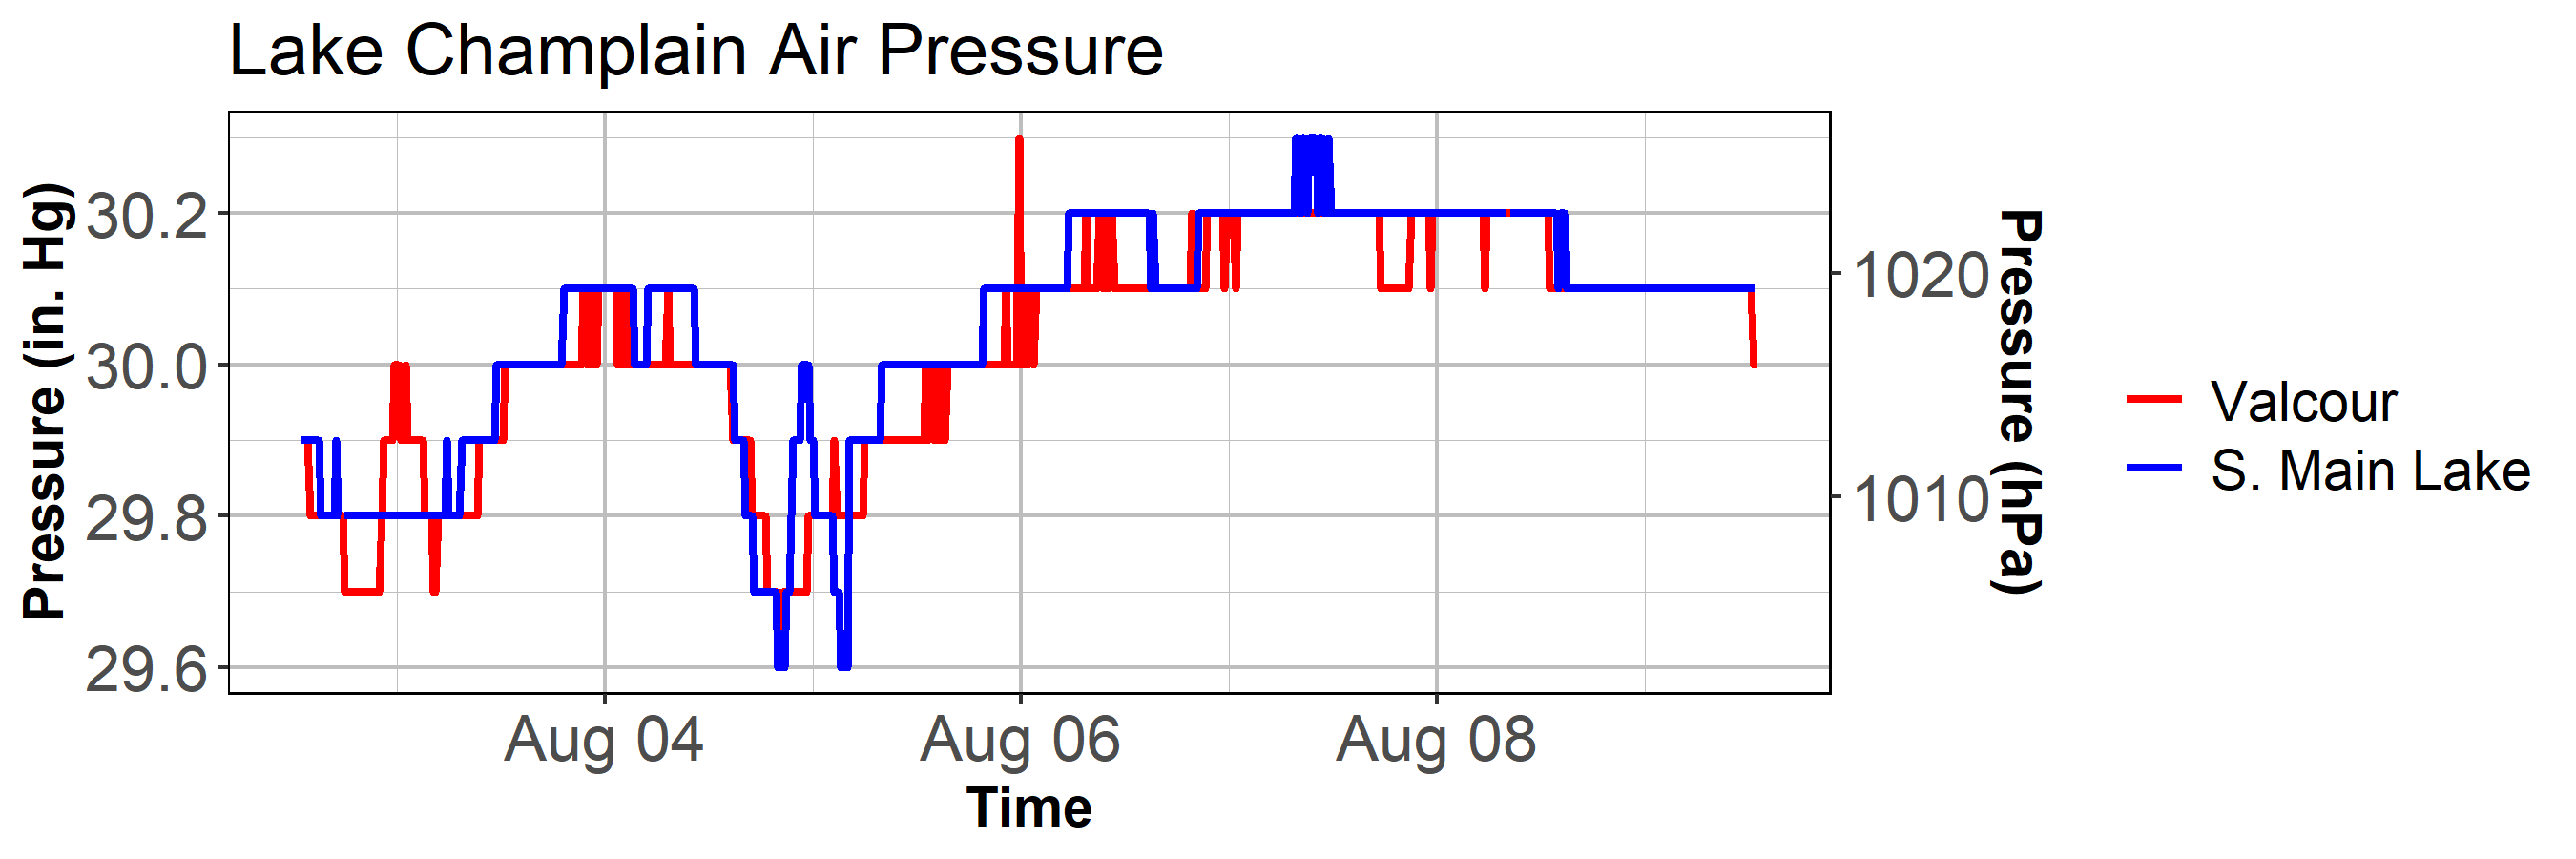 Lake Champlain Air Pressure
Pressure (in. Hg)
30.2
30.0
29.8
29.6
Aug 04
Aug 06
Aug 08
Time
1020
1010
Pressure (hPa)
Valcour
S. Main Lake